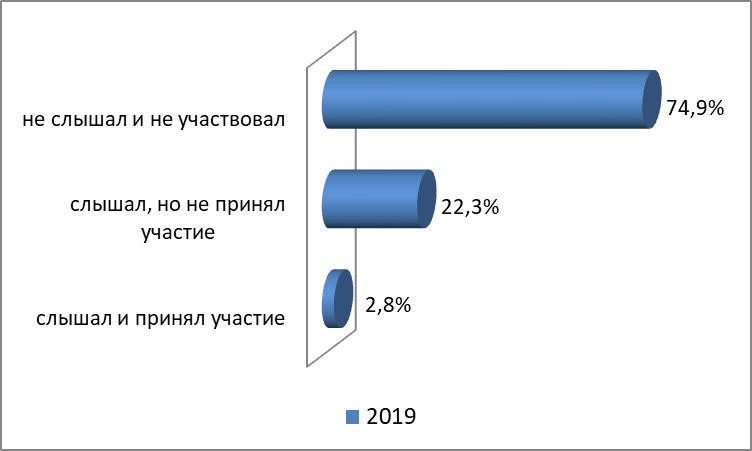 не слышал и не участвовал
74,9%
слышал, но не принял
участие
22,3%
слышал и принял участие
2,8%
2019